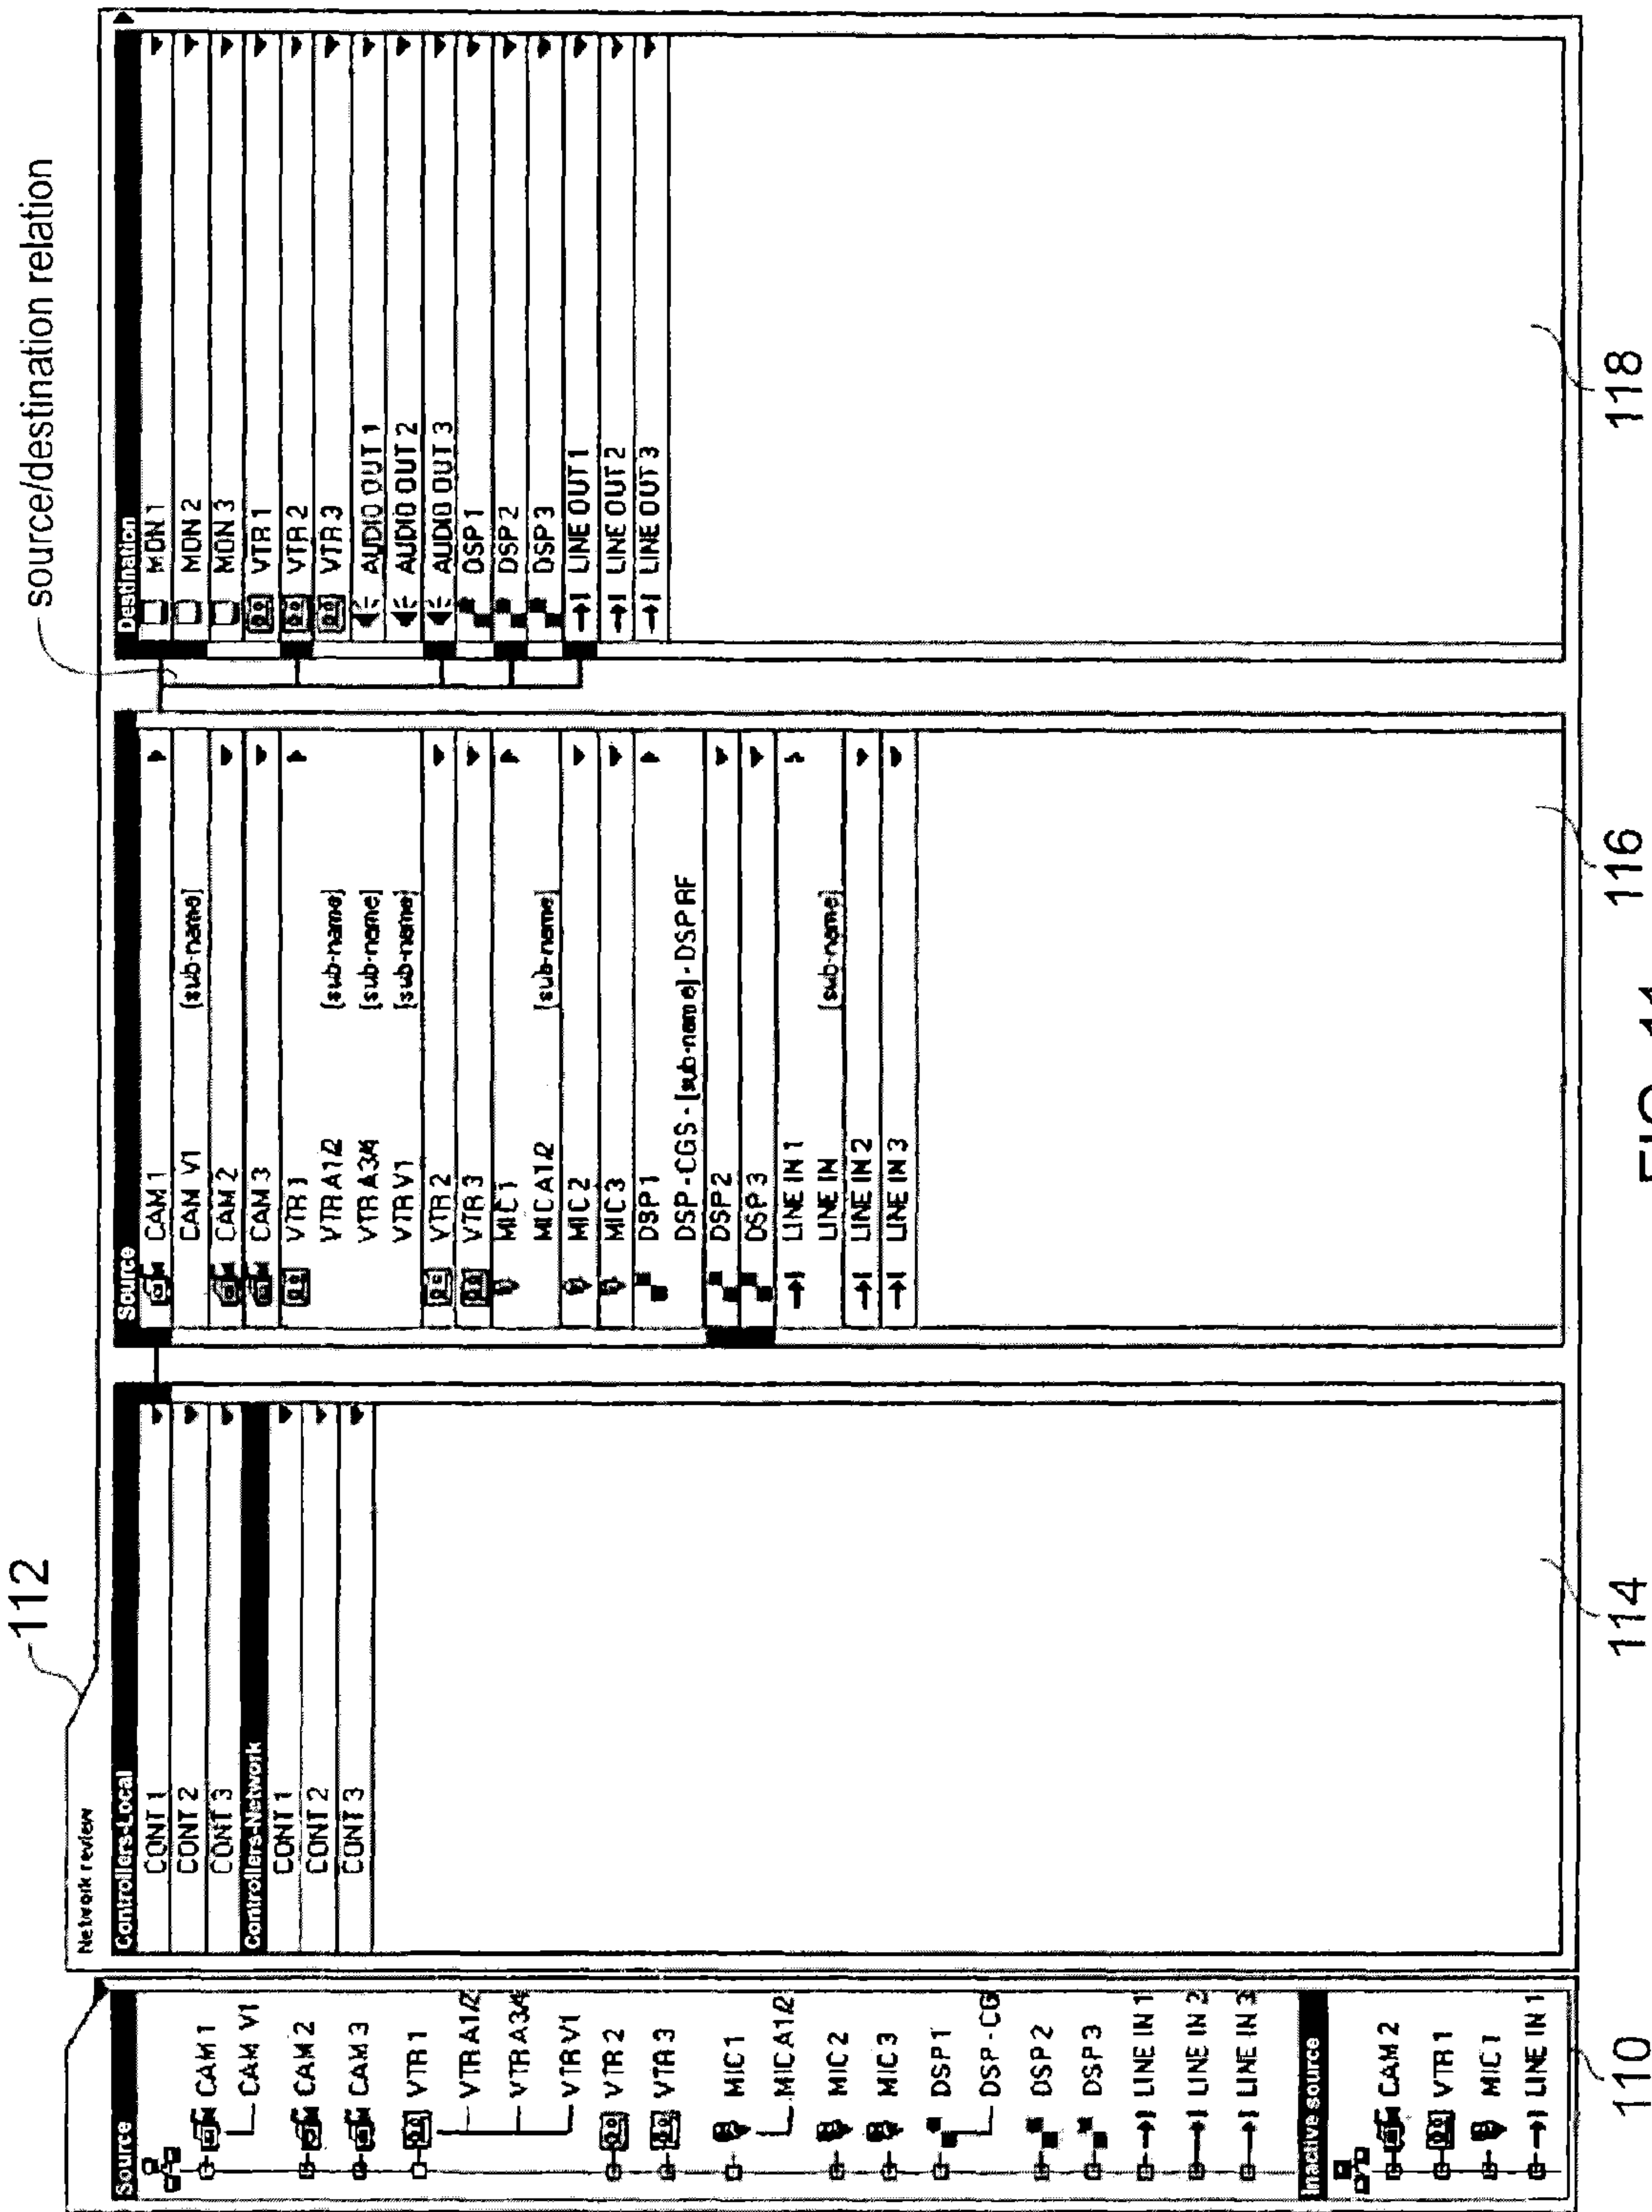 112
source/destination relation
Source
CAM 1
CAM V1
CAM 2
CAM 3
VTR 1
VTR A1/2
VTR A3/4
VTR V1
VTR 2
VTR 3
MIC 1
MIC A1/2
MIC 2
MIC 3
DSP 1
DSP - CG
DSP 2
DSP 3
LINE IN 1
LINE IN 2
LINE IN 3
Inactive source
CAM 2
VTR 1
MIC 1
LINE IN 1
110
Network review
Controllers-Local
CONT 1
CONT 2
CONT 3
Controllers-Network
CONT 1
CONT 2
CONT 3
114
Source
CAM 1
CAM V1 [sub-name]
CAM 2
CAM 3
VTR 1
VTR A1/2 [sub-name]
VTR A3/4 [sub-name]
VTR V1 [sub-name]
VTR 2
VTR 3
MIC 1
MIC A1/2 [sub-name]
MIC 2
MIC 3
DSP 1
DSP - CGS - [sub-name] - DSP RF
DSP 2
DSP 3
LINE IN 1
LINE IN [sub-name]
LINE IN 2
LINE IN 3
116
Destination
MON 1
MON 2
MON 3
VTR 1
VTR 2
VTR 3
AUDIO OUT 1
AUDIO OUT 2
AUDIO OUT 3
DSP 1
DSP 2
DSP 3
LINE OUT 1
LINE OUT 2
LINE OUT 3
118